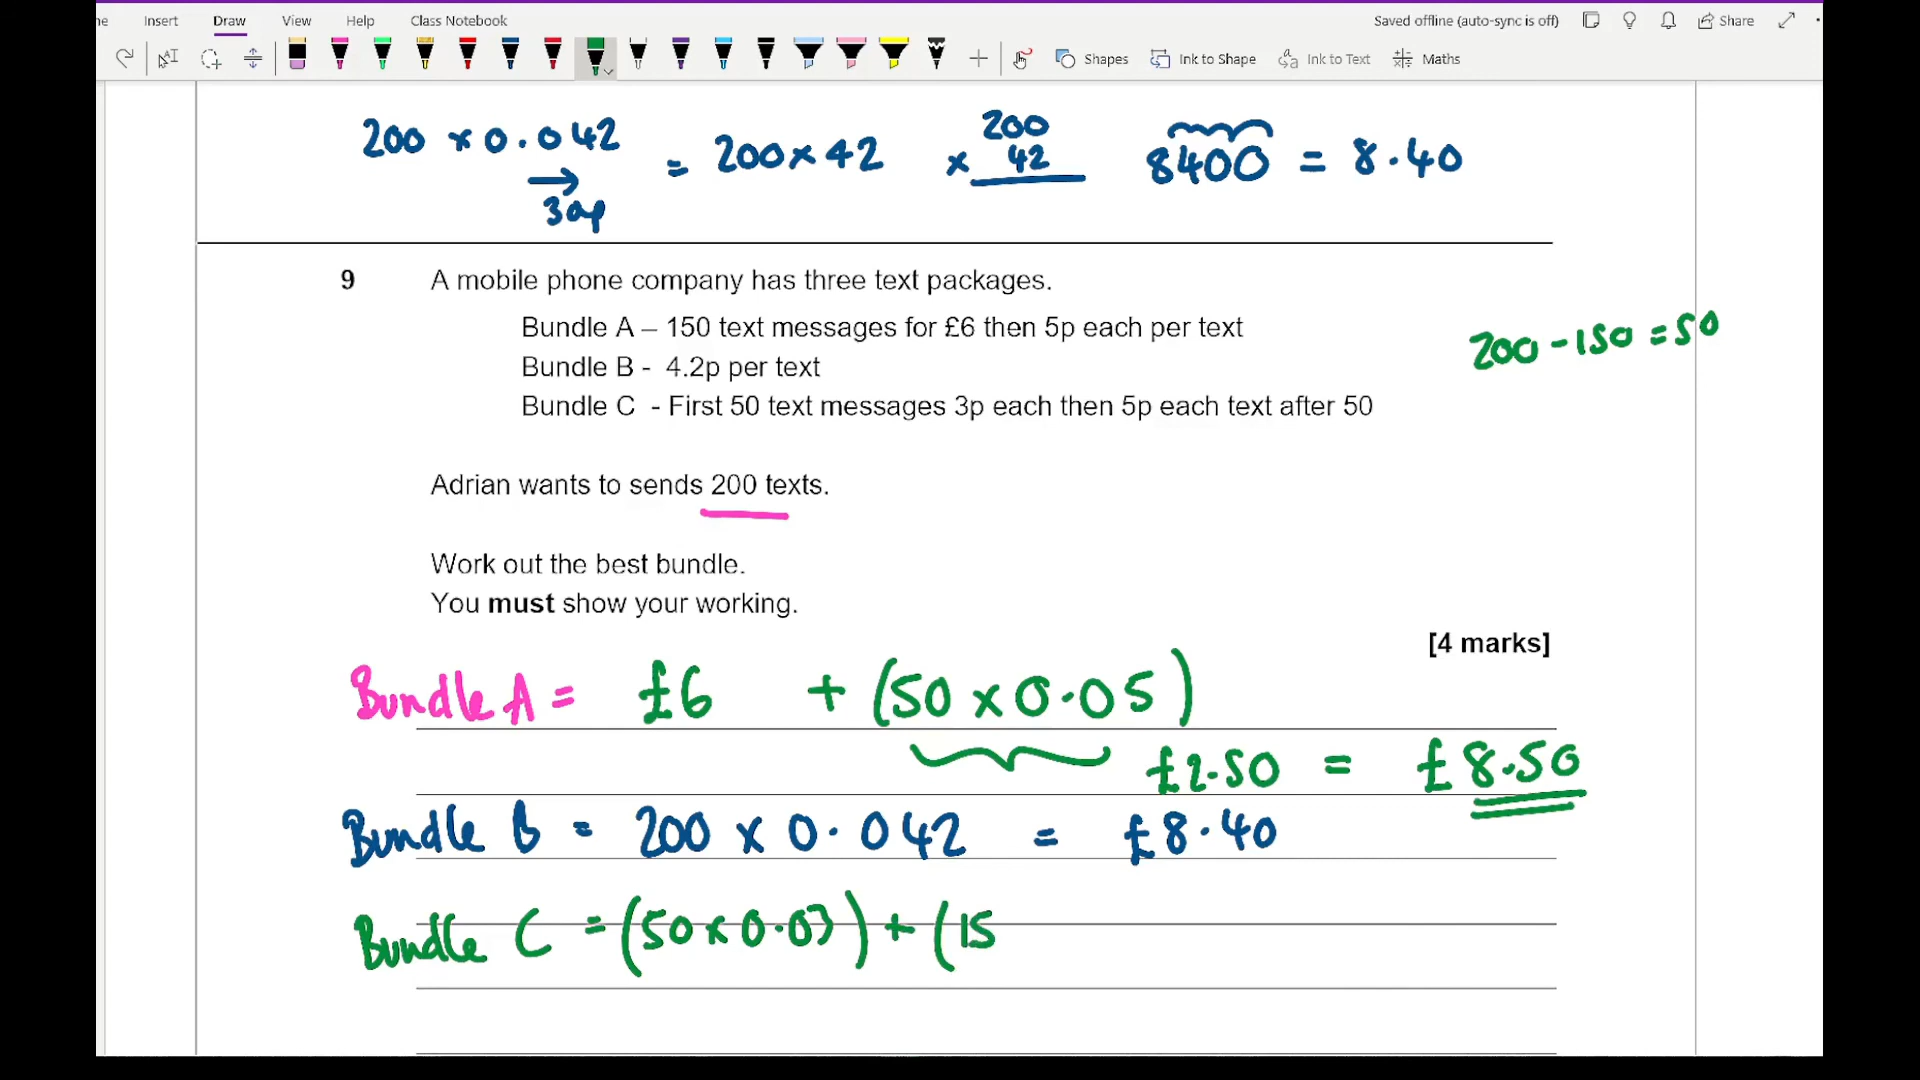 ne Insert Draw View Help Class Notebook Saved offline (auto-sync is off) Share
Shapes Ink to Shape Ink to Text Maths
200 × 0.042 = 200 × 42 200 8400 = 8.40
× 42
3dp
9 A mobile phone company has three text packages.
Bundle A – 150 text messages for £6 then 5p each per text
200 - 150 = 50
Bundle B - 4.2p per text
Bundle C - First 50 text messages 3p each then 5p each text after 50
Adrian wants to sends 200 texts.
Work out the best bundle.
You must show your working.
[4 marks]
Bundle A = £6 + (50 × 0.05)
£2.50 = £8.50
Bundle B = 200 × 0.042 = £8.40
Bundle C = (50 × 0.03) + (15